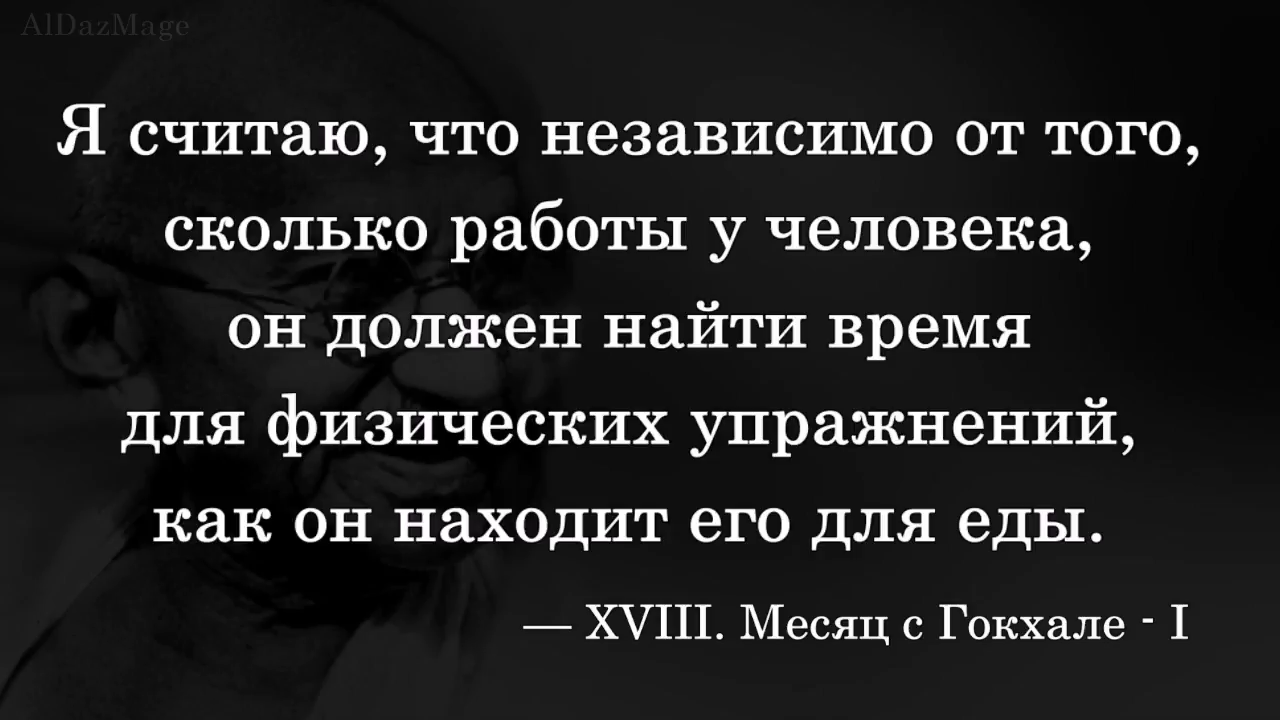 AlDazMage
Я считаю, что независимо от того,
сколько работы у человека,
он должен найти время
для физических упражнений,
как он находит его для еды.
— XVIII. Месяц с Гокхале - I